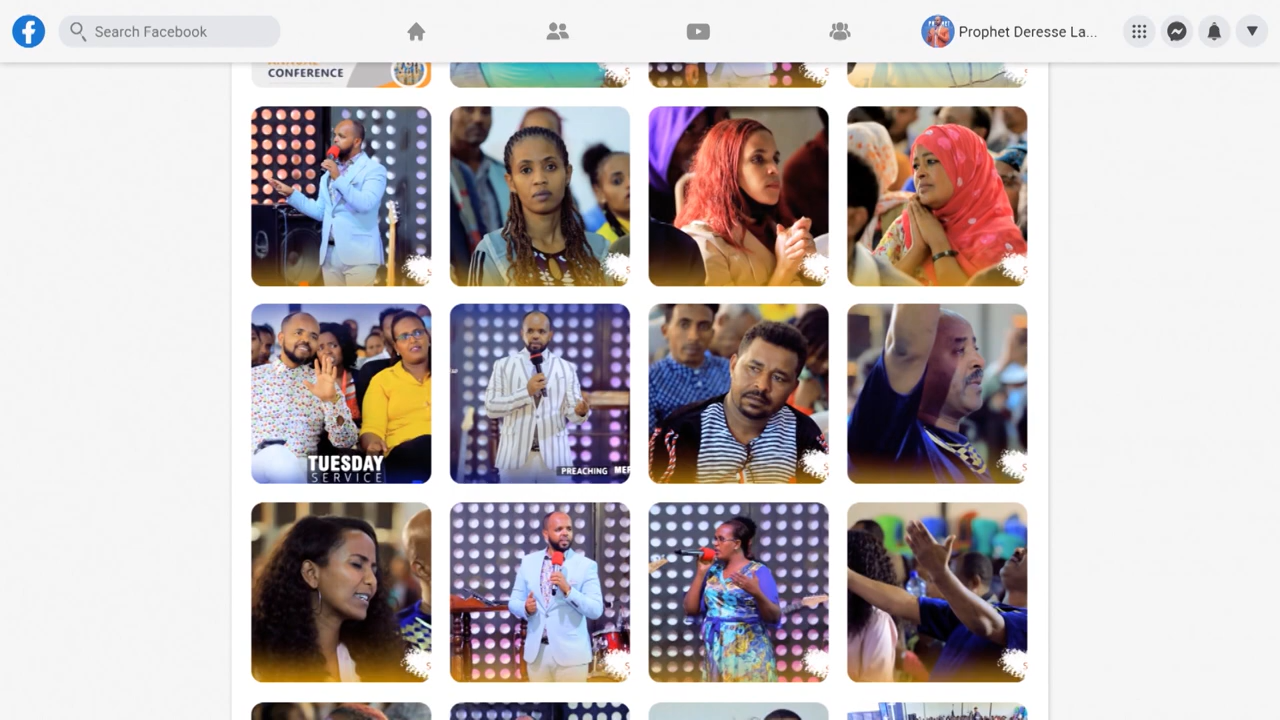 Search Facebook
Prophet Deresse La...
CONFERENCE
TUESDAY
SERVICE
PREACHING